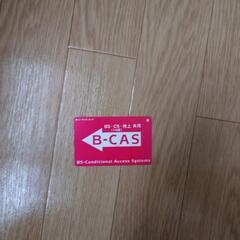 BS・CS・地上 共用
B-CAS
BS-Conditional Access Systems